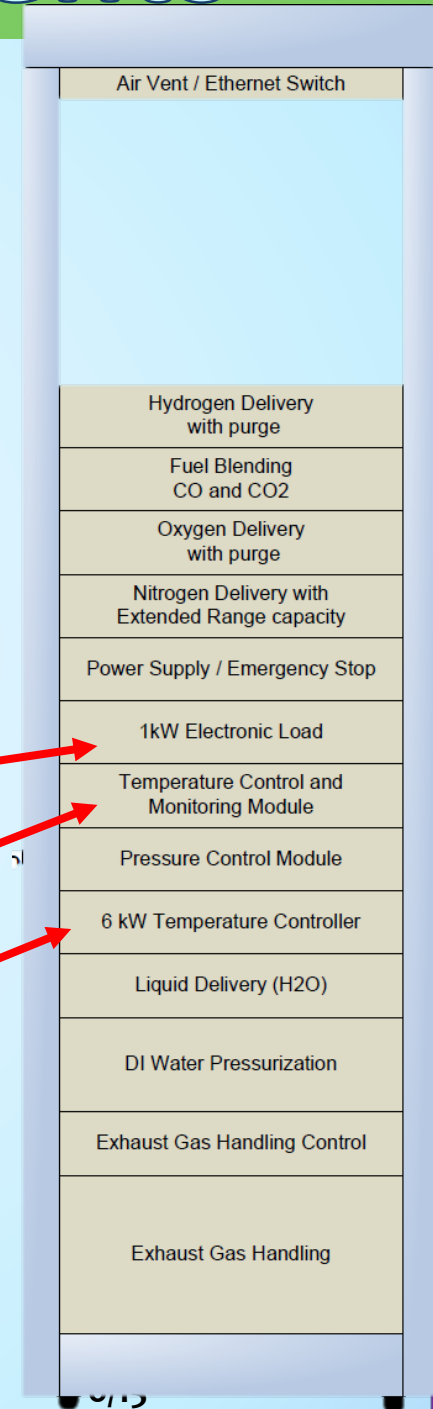 Air Vent / Ethernet Switch
Hydrogen Delivery
with purge
Fuel Blending
CO and CO2
Oxygen Delivery
with purge
Nitrogen Delivery with
Extended Range capacity
Power Supply / Emergency Stop
1kW Electronic Load
Temperature Control and
Monitoring Module
Pressure Control Module
6 kW Temperature Controller
Liquid Delivery (H2O)
DI Water Pressurization
Exhaust Gas Handling Control
Exhaust Gas Handling